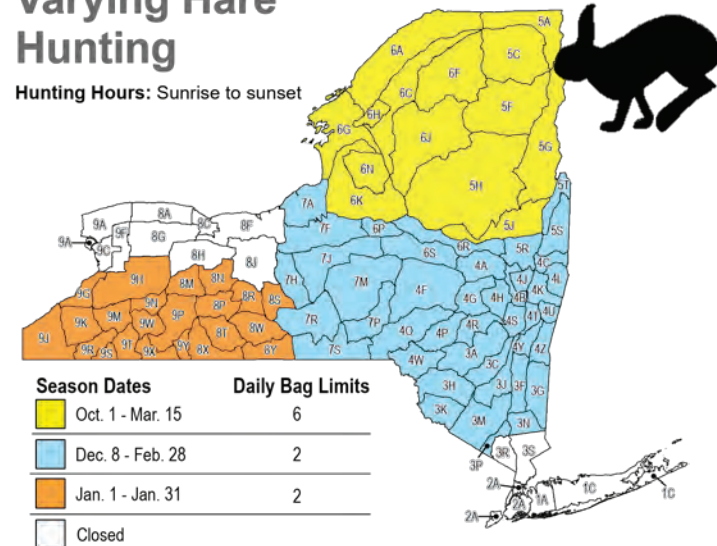 Varying Hare
Hunting
Hunting Hours: Sunrise to sunset
5A
6A
5C
6F
6C
6H
5F
6G
6J
5G
6N
5H
6K
5J
5T
7A
7F
6P
5S
6R
5R
6S
4C
8A
9A
9F
8C
8F
9A
9C
8G
8H
8J
7J
4A
7H
7M
4F
4J
4L
4K
4G
4H
4B
9H
8M
8N
9G
9N
8R
8S
9M
9P
8P
9K
9W
7R
7P
4O
4P
4R
4S
4T
4U
9J
8T
8W
9R
9S
9T
9X
9Y
8X
8Y
7S
4W
3A
3C
4Y
4Z
3H
3J
3F
3G
3K
3M
3N
3P
3R
3S
2A
2A
2A
1A
1C
1C
Season Dates Daily Bag Limits
Oct. 1 - Mar. 15 6
Dec. 8 - Feb. 28 2
Jan. 1 - Jan. 31 2
Closed